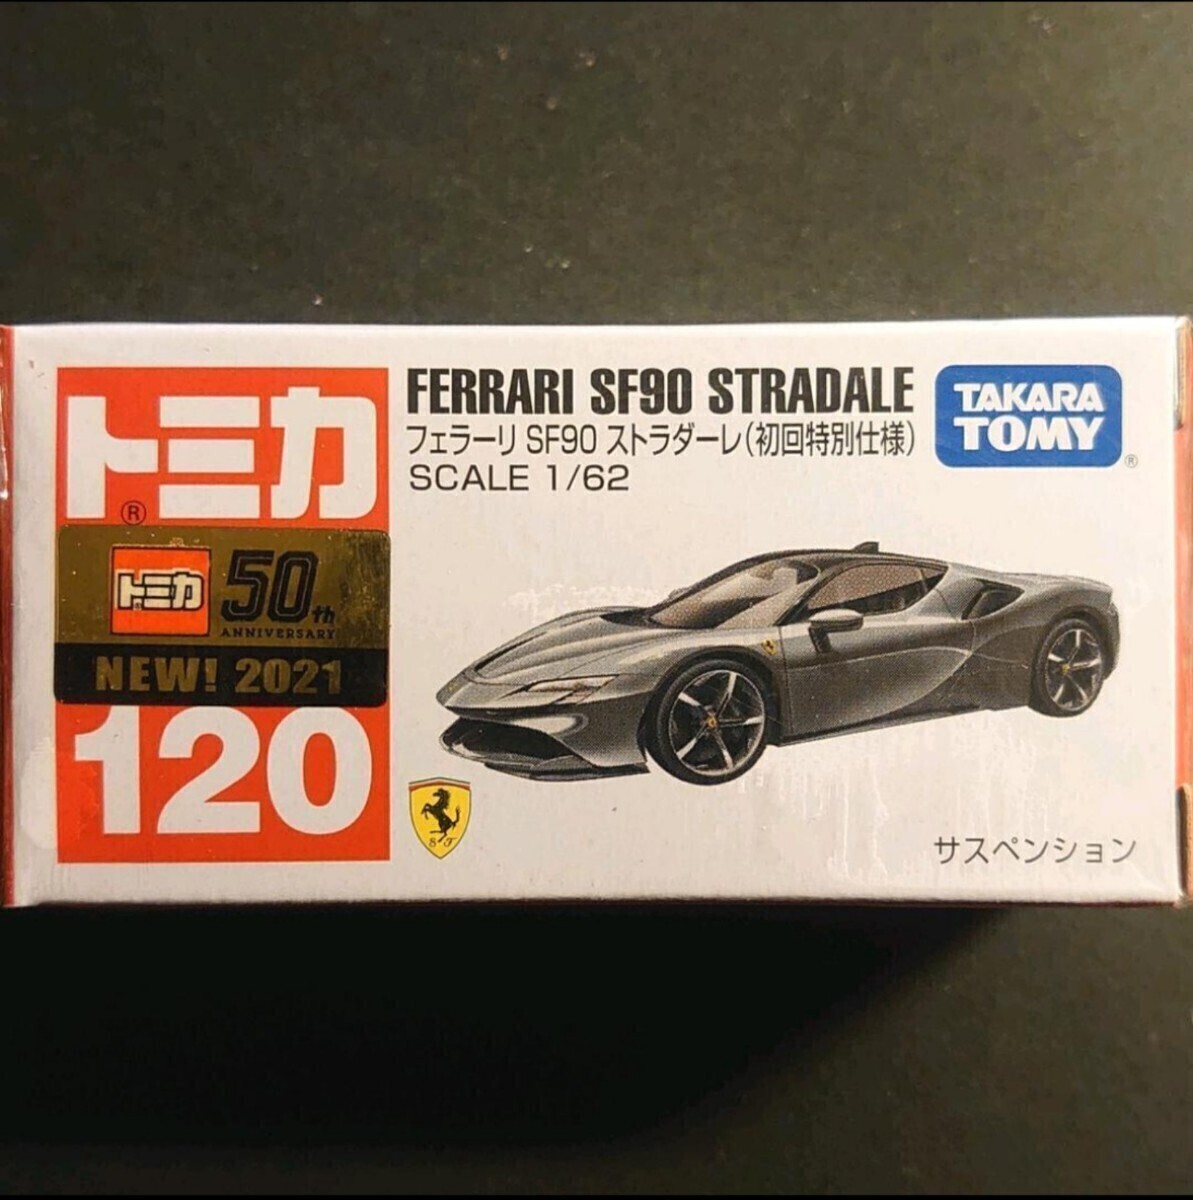 トミカ
®
トミカ
50th
ANNIVERSARY
NEW! 2021
120
FERRARI SF90 STRADALE
フェラーリ SF90 ストラダーレ(初回特別仕様)
SCALE 1/62
TAKARA
TOMY
®
S F
サスペンション